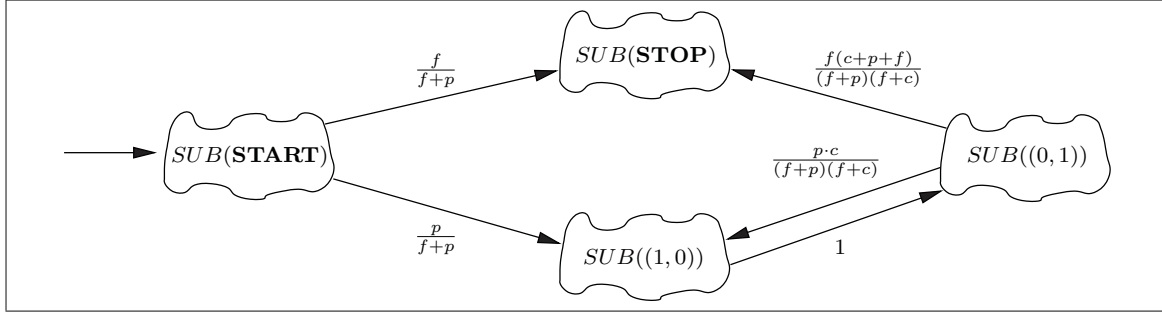 SUB(STOP)
f/(f+p)
f(c+p+f)/((f+p)(f+c))
SUB(START)
SUB((0, 1))
p·c/((f+p)(f+c))
p/(f+p)
SUB((1, 0))
1